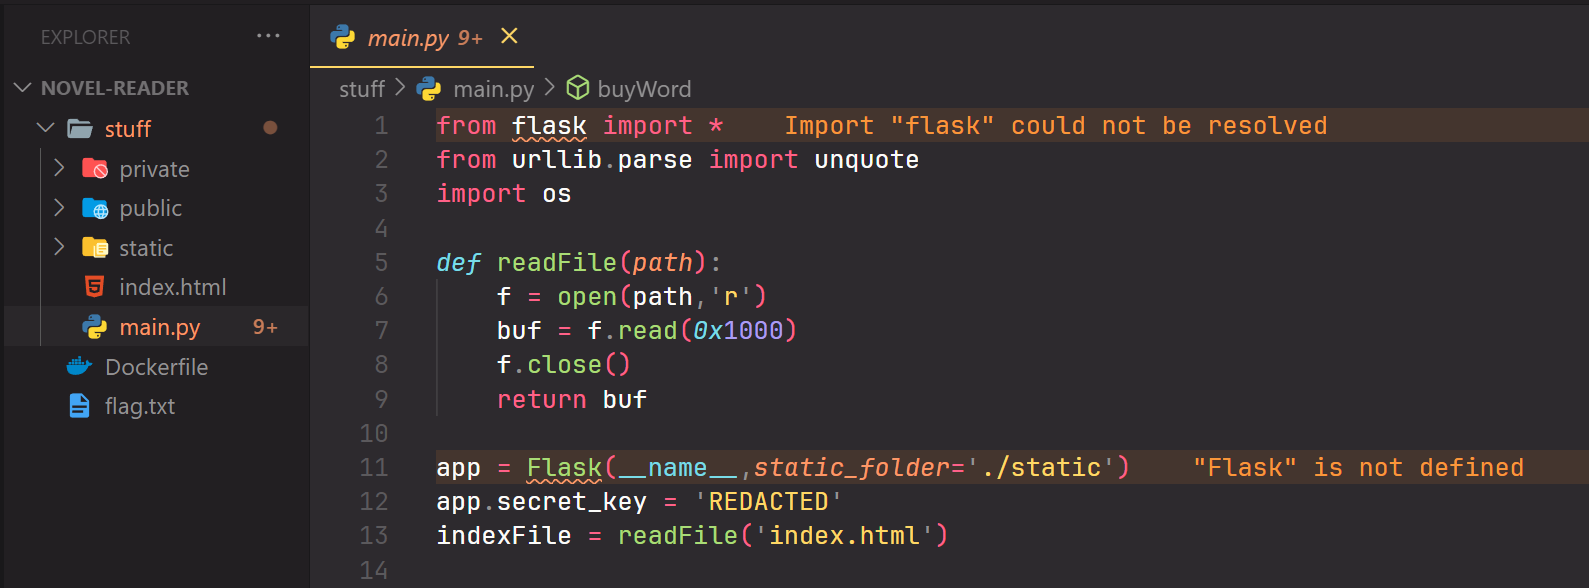 EXPLORER ...
NOVEL-READER
stuff
private
public
static
index.html
main.py 9+
Dockerfile
flag.txt
main.py 9+
stuff > main.py > buyWord
1 from flask import * Import "flask" could not be resolved
2 from urllib.parse import unquote
3 import os
4
5 def readFile(path):
6 f = open(path,'r')
7 buf = f.read(0x1000)
8 f.close()
9 return buf
10
11 app = Flask(__name__,static_folder='./static') "Flask" is not defined
12 app.secret_key = 'REDACTED'
13 indexFile = readFile('index.html')
14